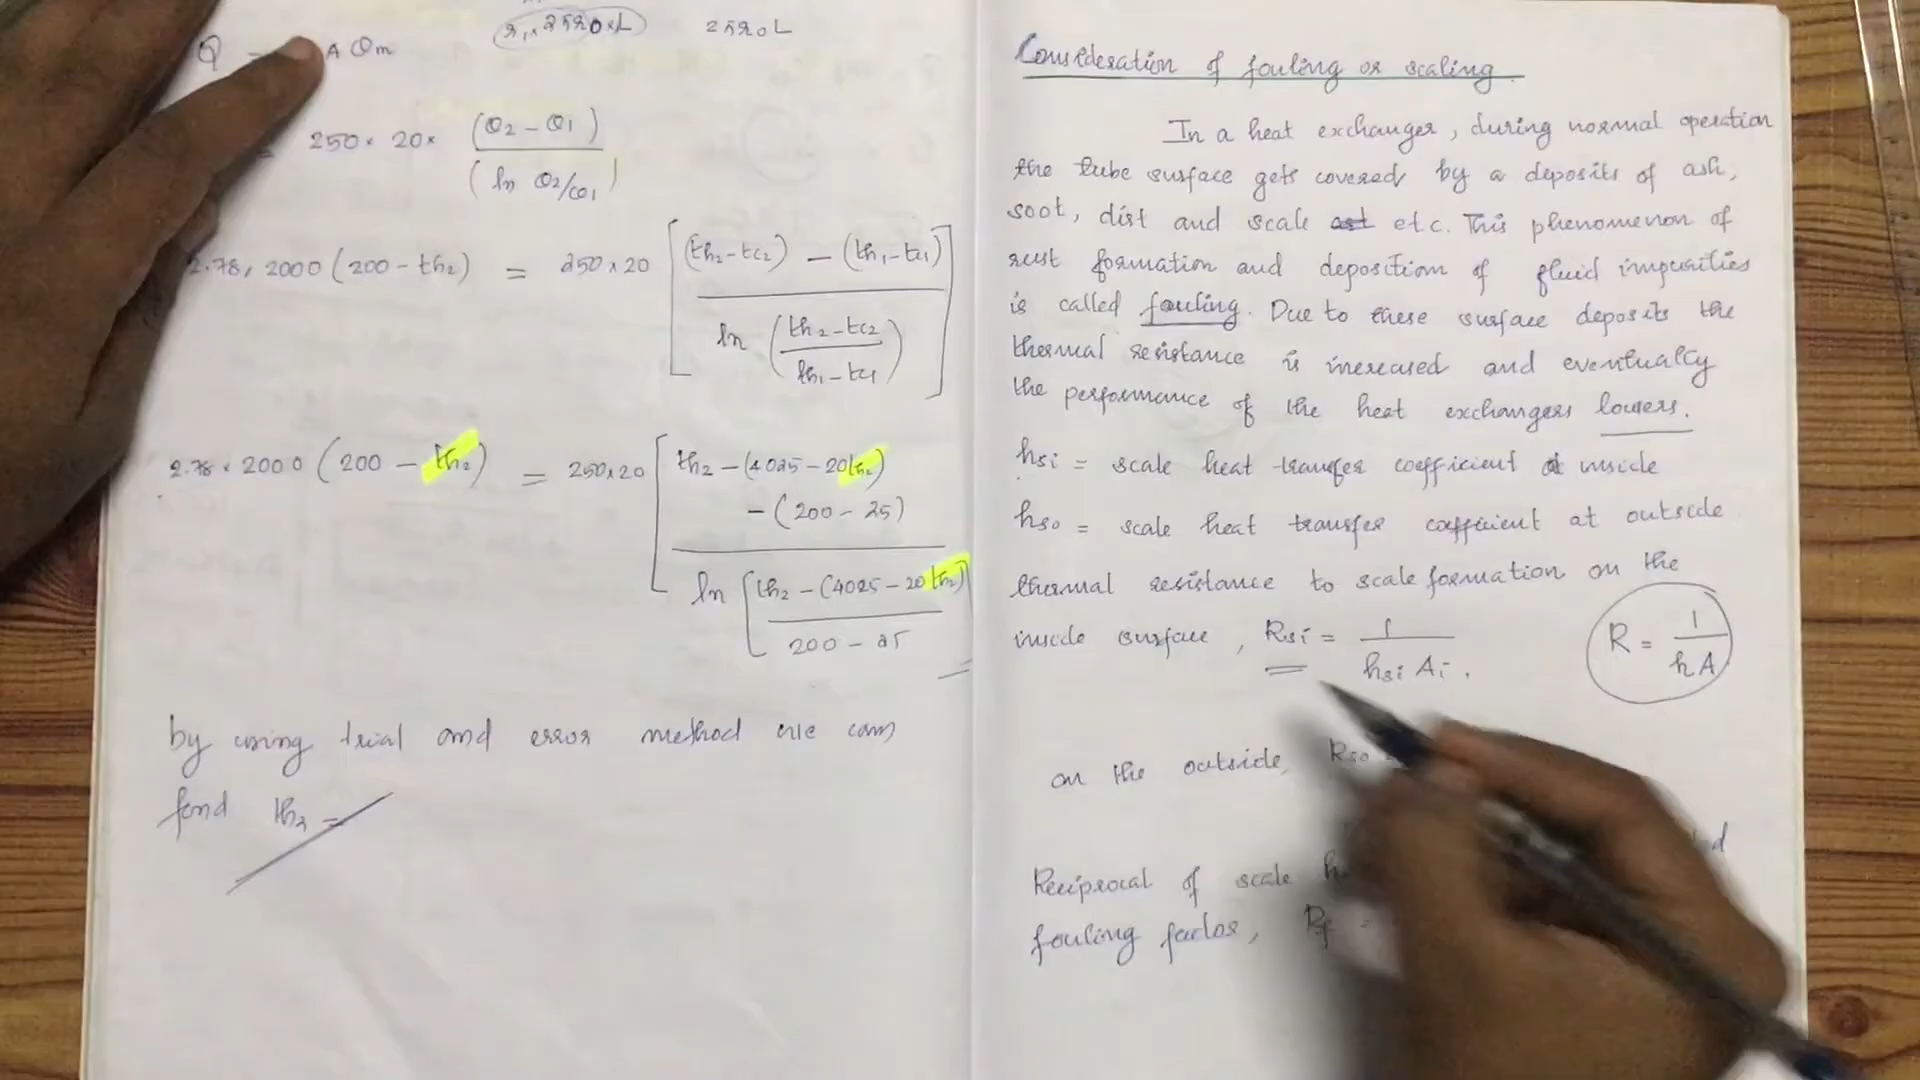 r₁ × 2πr₀ × L 2πr₀L
Q = A θm
250 × 20 × (θ2 - θ1) / (ln θ2/θ1)
2.78 × 2000 (200 - th₂) = 250 × 20 [(th₂ - tc₂) - (th₁ - tc₁) / ln (th₂ - tc₂ / th₁ - tc₁)]
2.78 × 2000 (200 - th₂) = 250 × 20 [th₂ - (4025 - 20th₂) - (200 - 25) / ln [th₂ - (4025 - 20th₂) / 200 - 25
by using trial and error method we can
find th₂ =
Consideration of fouling or scaling.
In a heat exchanger, during normal operation
the tube surface gets covered by a deposits of ash,
soot, dirt and scale etc. This phenomenon of
rust formation and deposition of fluid impurities
is called fouling. Due to these surface deposits the
thermal resistance is increased and eventually
the performance of the heat exchangers lowers.
hsi = scale heat transfer coefficient at inside
hso = scale heat transfer coefficient at outside
thermal resistance to scale formation on the
inside surface, Rsi = 1 / hsi Ai. R = 1 / hA
on the outside, Rso
Reciprocal of scale h
fouling factor, Rf =